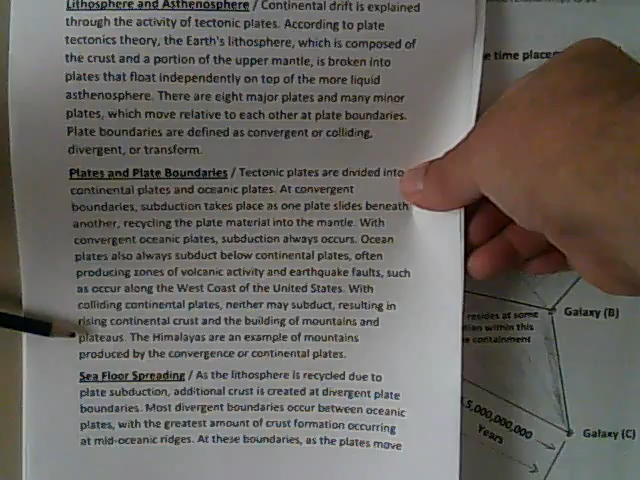 Lithosphere and Asthenosphere / Continental drift is explained
through the activity of tectonic plates. According to plate
tectonics theory, the Earth's lithosphere, which is composed of
the crust and a portion of the upper mantle, is broken into
plates that float independently on top of the more liquid
asthenosphere. There are eight major plates and many minor
plates, which move relative to each other at plate boundaries.
Plate boundaries are defined as convergent or colliding,
divergent, or transform.
Plates and Plate Boundaries / Tectonic plates are divided into
continental plates and oceanic plates. At convergent
boundaries, subduction takes place as one plate slides beneath
another, recycling the plate material into the mantle. With
convergent oceanic plates, subduction always occurs. Ocean
plates also always subduct below continental plates, often
producing zones of volcanic activity and earthquake faults, such
as occur along the West Coast of the United States. With
colliding continental plates, neither may subduct, resulting in
rising continental crust and the building of mountains and
plateaus. The Himalayas are an example of mountains
produced by the convergence or continental plates.
Sea Floor Spreading / As the lithosphere is recycled due to
plate subduction, additional crust is created at divergent plate
boundaries. Most divergent boundaries occur between oceanic
plates, with the greatest amount of crust formation occurring
at mid-oceanic ridges. At these boundaries, as the plates move
time
resides at some
within this
containment
Galaxy (B)
5,000,000,000
Years
Galaxy (C)